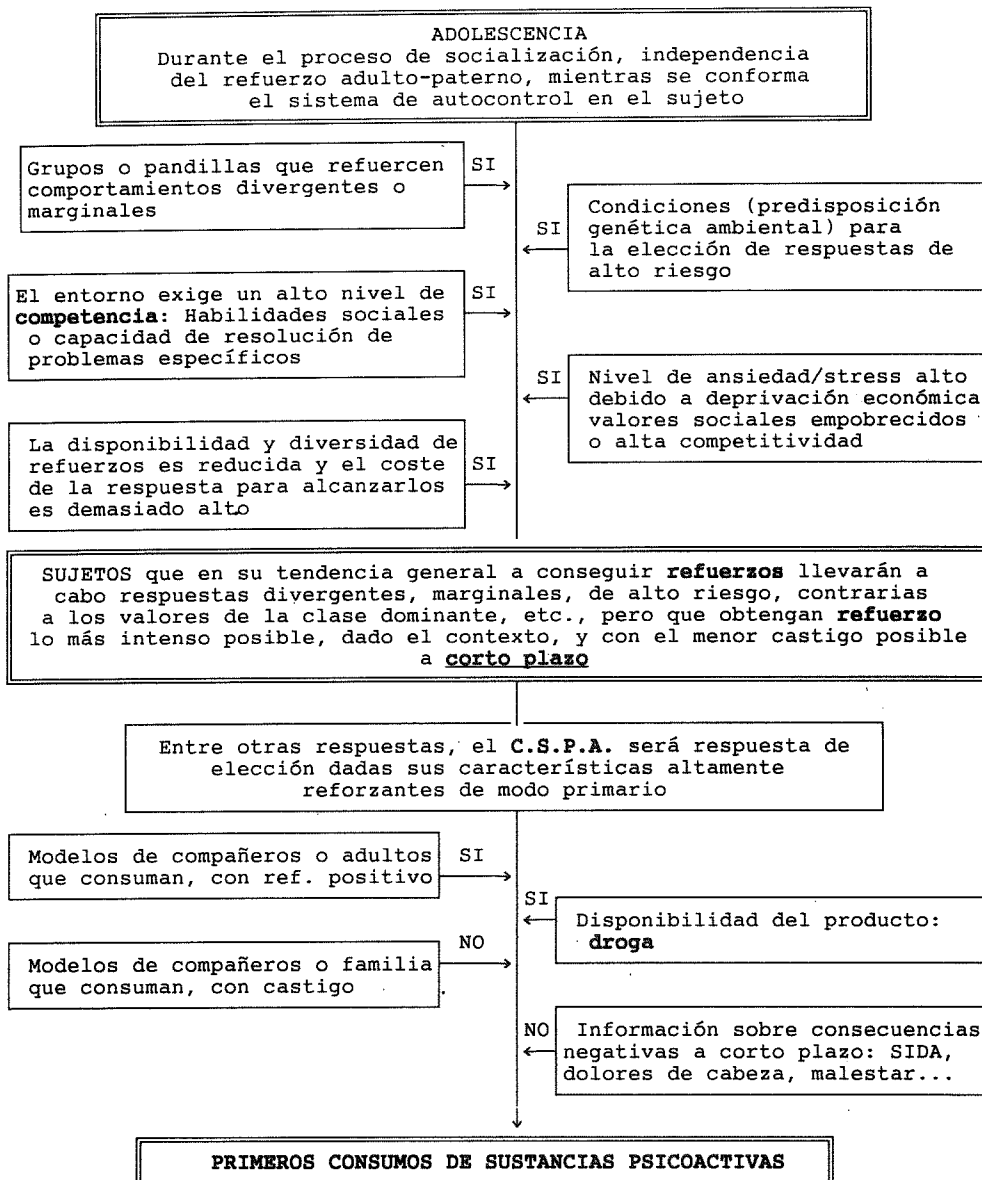 ADOLESCENCIA
Durante el proceso de socialización, independencia
del refuerzo adulto-paterno, mientras se conforma
el sistema de autocontrol en el sujeto
Grupos o pandillas que refuercen
comportamientos divergentes o
marginales
SI
SI
Condiciones (predisposición
genética ambiental) para
la elección de respuestas de
alto riesgo
El entorno exige un alto nivel de
competencia: Habilidades sociales
o capacidad de resolución de
problemas específicos
SI
SI
Nivel de ansiedad/stress alto
debido a deprivación económica
valores sociales empobrecidos
o alta competitividad
La disponibilidad y diversidad de
refuerzos es reducida y el coste
de la respuesta para alcanzarlos
es demasiado alto
SI
SUJETOS que en su tendencia general a conseguir refuerzos llevarán a
cabo respuestas divergentes, marginales, de alto riesgo, contrarias
a los valores de la clase dominante, etc., pero que obtengan refuerzo
lo más intenso posible, dado el contexto, y con el menor castigo posible
a corto plazo
Entre otras respuestas, el C.S.P.A. será respuesta de
elección dadas sus características altamente
reforzantes de modo primario
Modelos de compañeros o adultos
que consuman, con ref. positivo
SI
SI
Disponibilidad del producto:
droga
Modelos de compañeros o familia
que consuman, con castigo
NO
NO
Información sobre consecuencias
negativas a corto plazo: SIDA,
dolores de cabeza, malestar...
PRIMEROS CONSUMOS DE SUSTANCIAS PSICOACTIVAS